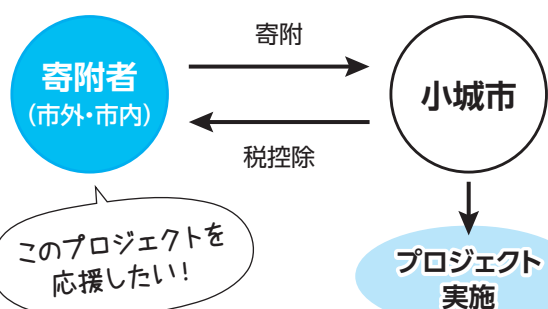 寄附
寄附者
(市外・市内)
小城市
税控除
このプロジェクトを
応援したい!
プロジェクト
実施